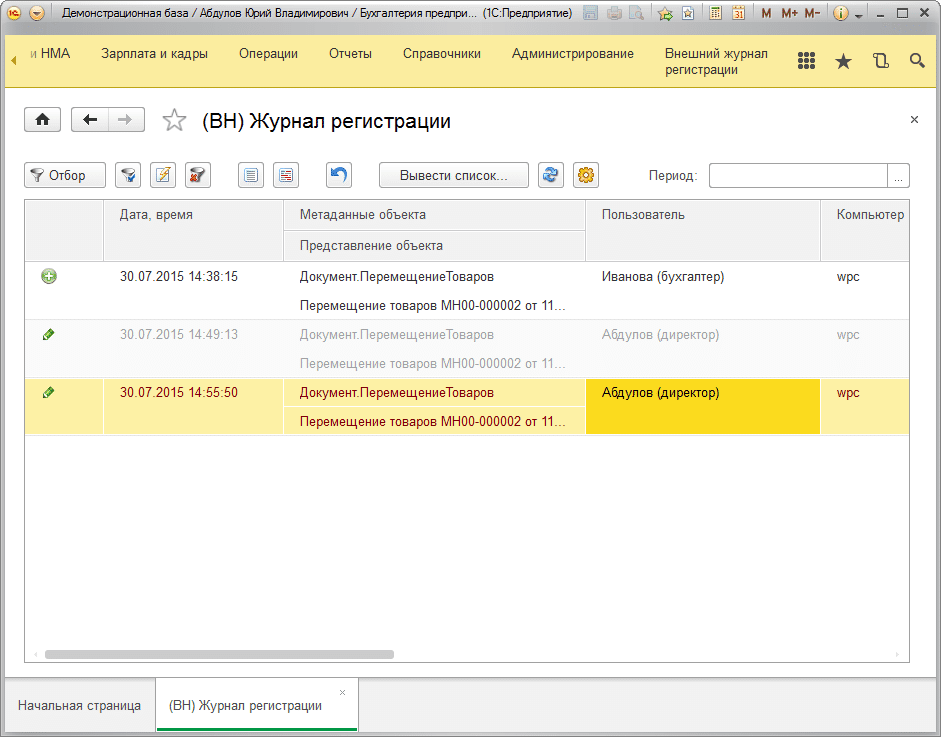 Демонстрационная база / Абдулов Юрий Владимирович / Бухгалтерия предпри... (1С:Предприятие)
M M+ M-
и НМА Зарплата и кадры Операции Отчеты Справочники Администрирование Внешний журнал
регистрации
(ВН) Журнал регистрации
Отбор Вывести список... Период: ...
Дата, время Метаданные объекта Пользователь Компьютер
Представление объекта
30.07.2015 14:38:15 Документ.ПеремещениеТоваров Иванова (бухгалтер) wpc
Перемещение товаров МН00-000002 от 11...
30.07.2015 14:49:13 Документ.ПеремещениеТоваров Абдулов (директор) wpc
Перемещение товаров МН00-000002 от 11...
30.07.2015 14:55:50 Документ.ПеремещениеТоваров Абдулов (директор) wpc
Перемещение товаров МН00-000002 от 11...
Начальная страница (ВН) Журнал регистрации